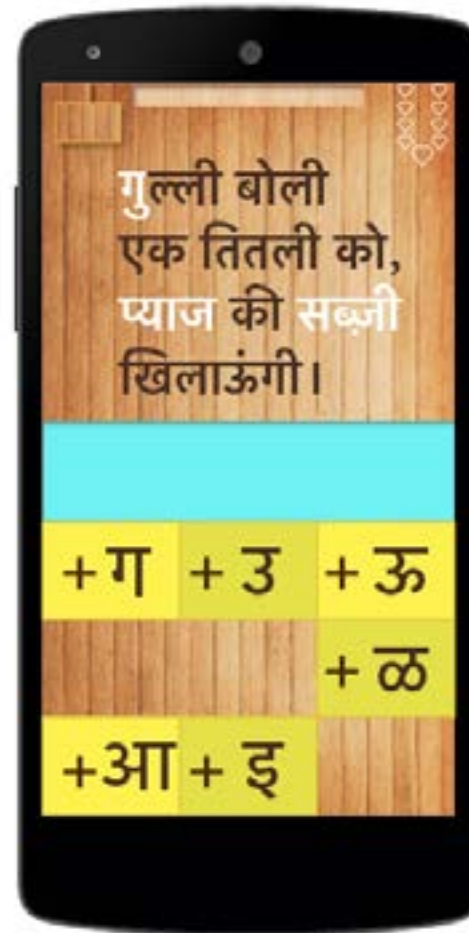 गुल्ली बोली
एक तितली को,
प्याज की सब्ज़ी
खिलाऊंगी।
+ग +उ +ऊ
+ळ
+आ +इ